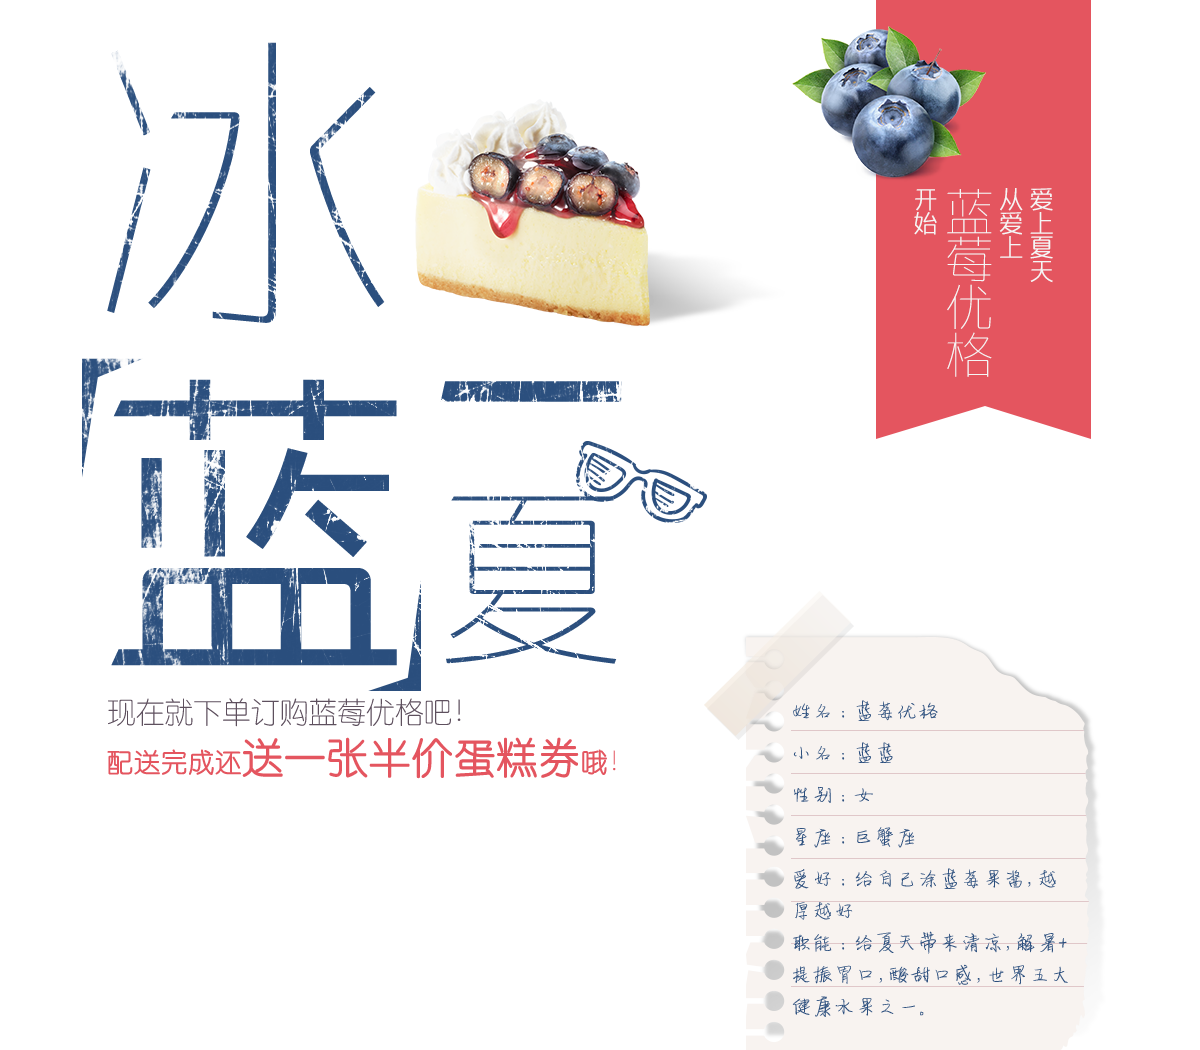 冰
蓝夏
现在就下单订购蓝莓优格吧!
配送完成还送一张半价蛋糕券哦!
爱上夏天
从爱上
蓝莓优格
开始
姓名：蓝莓优格
小名：蓝蓝
性别：女
星座：巨蟹座
爱好：给自己涂蓝莓果酱,越
厚越好
职能：给夏天带来清凉,解暑+
提振胃口,酸甜口感,世界五大
健康水果之一。